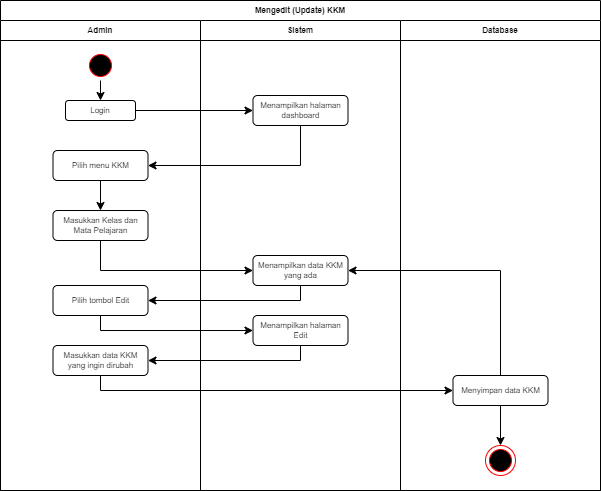 Mengedit (Update) KKM
Admin
Sistem
Database
Login
Menampilkan halaman
dashboard
Pilih menu KKM
Masukkan Kelas dan
Mata Pelajaran
Menampilkan data KKM
yang ada
Pilih tombol Edit
Menampilkan halaman
Edit
Masukkan data KKM
yang ingin dirubah
Menyimpan data KKM